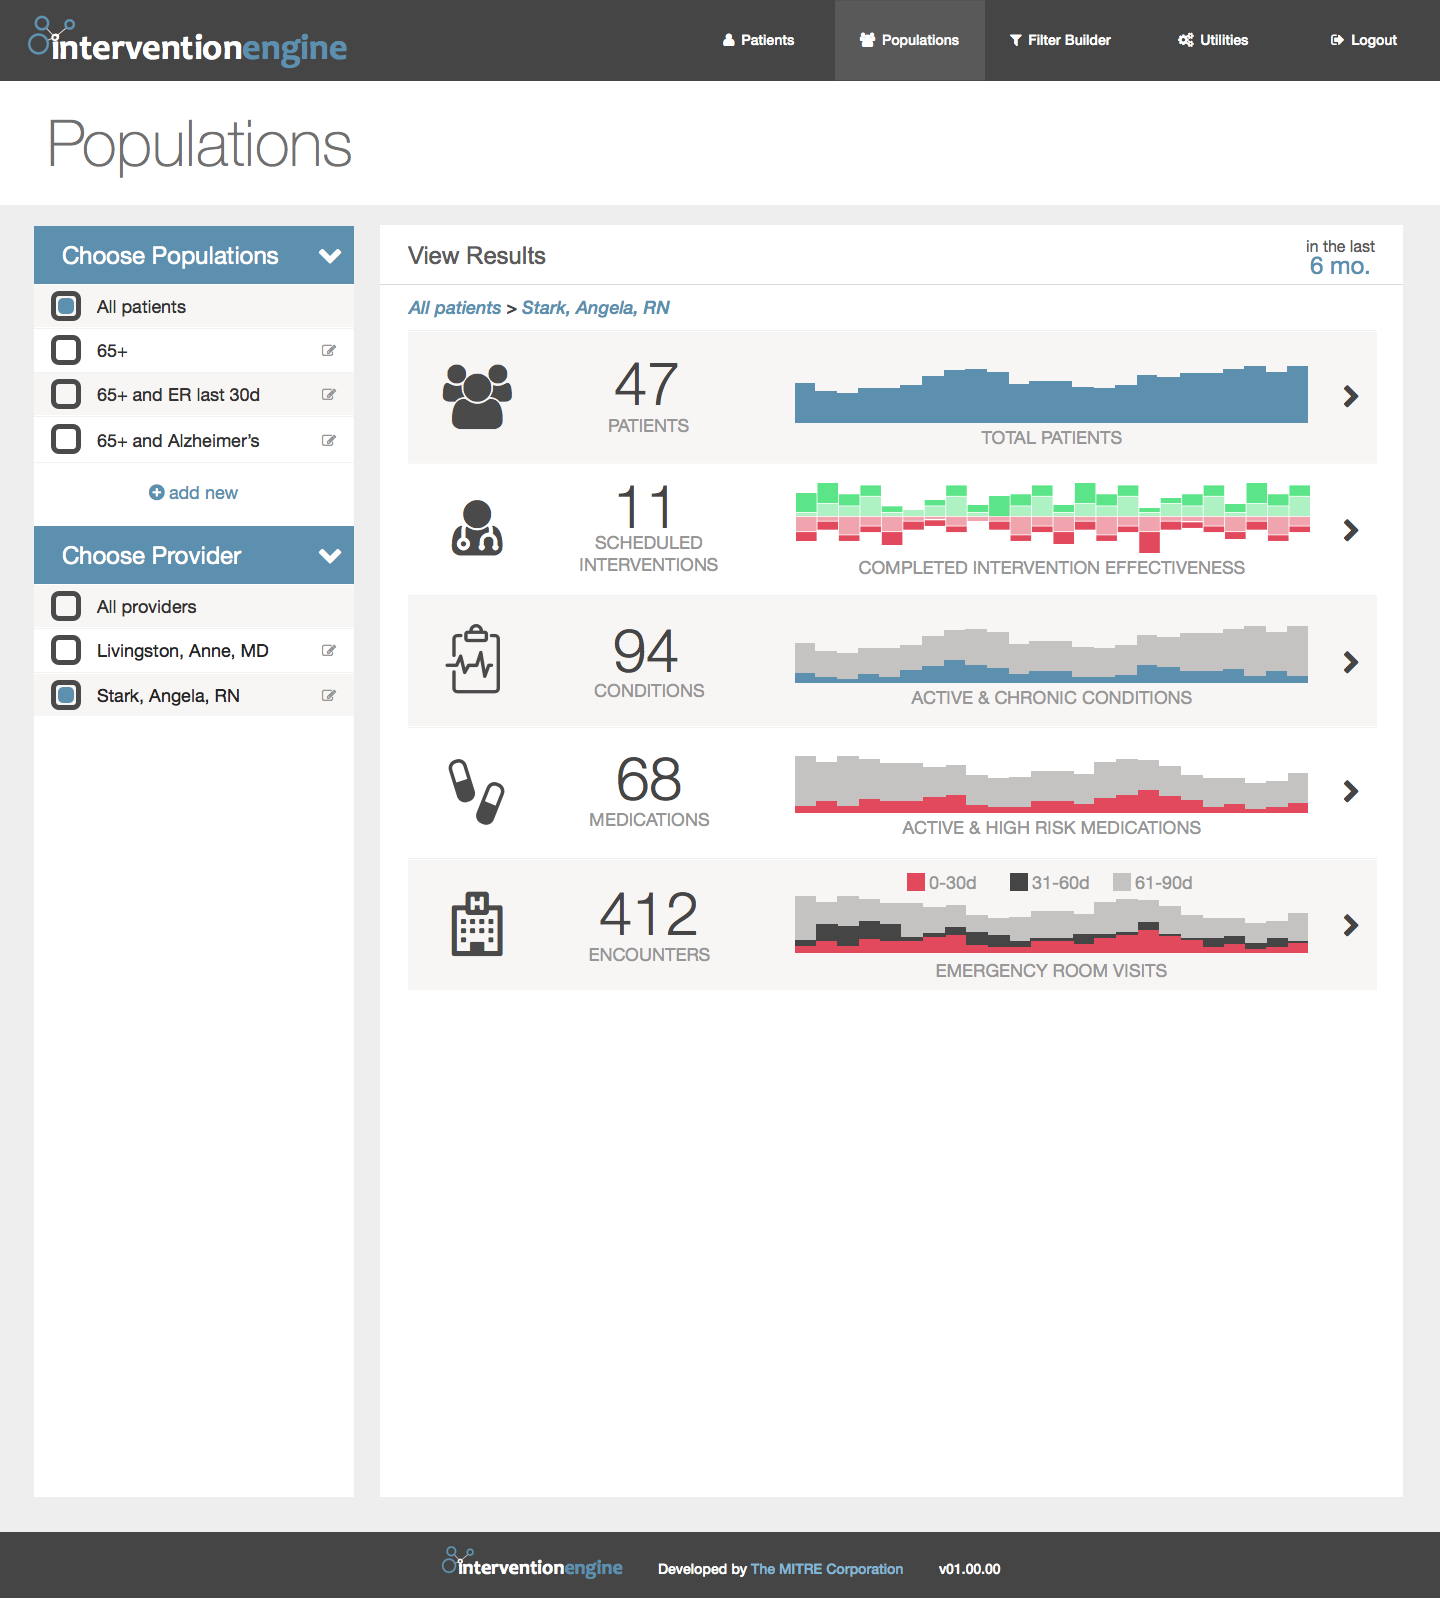 interventionengine
Patients
Populations
Filter Builder
Utilities
Logout
Populations
Choose Populations
All patients
65+
65+ and ER last 30d
65+ and Alzheimer's
add new
Choose Provider
All providers
Livingston, Anne, MD
Stark, Angela, RN
View Results
in the last
6 mo.
All patients > Stark, Angela, RN
47
PATIENTS
TOTAL PATIENTS
11
SCHEDULED
INTERVENTIONS
COMPLETED INTERVENTION EFFECTIVENESS
94
CONDITIONS
ACTIVE & CHRONIC CONDITIONS
68
MEDICATIONS
ACTIVE & HIGH RISK MEDICATIONS
H
412
ENCOUNTERS
0-30d 31-60d 61-90d
EMERGENCY ROOM VISITS
interventionengine
Developed by The MITRE Corporation
v01.00.00